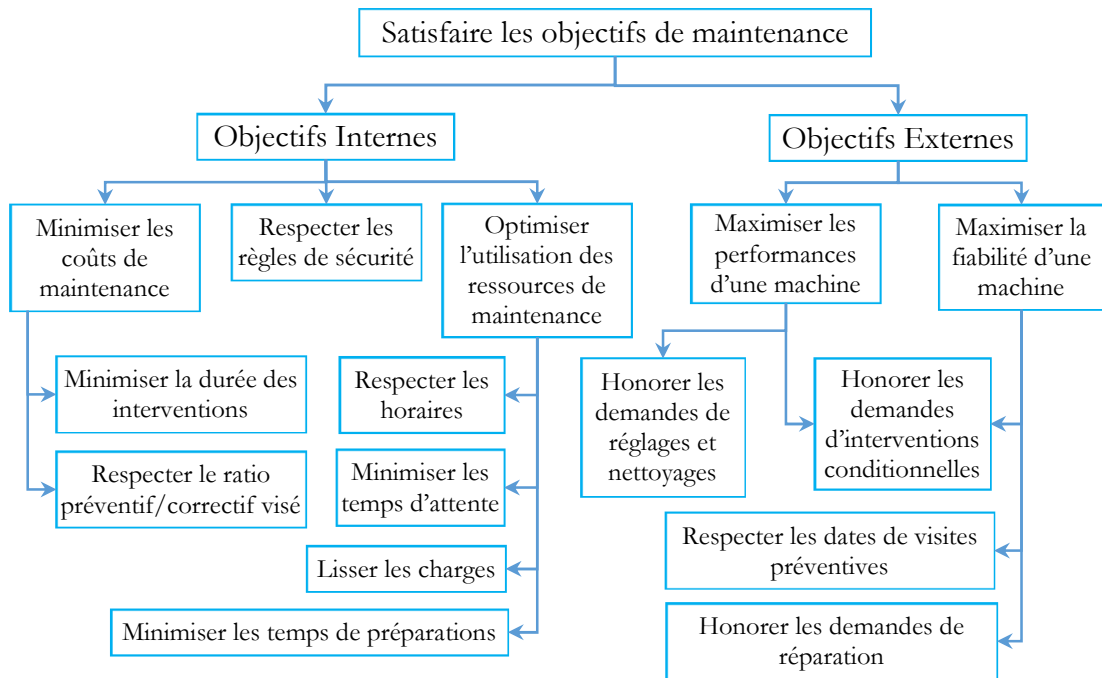 Satisfaire les objectifs de maintenance
Objectifs Internes
Objectifs Externes
Minimiser les
coûts de
maintenance
Respecter les
règles de sécurité
Optimiser
l’utilisation des
ressources de
maintenance
Maximiser les
performances
d’une machine
Maximiser la
fiabilité d’une
machine
Minimiser la durée des
interventions
Respecter le ratio
préventif/correctif visé
Respecter les
horaires
Minimiser les
temps d’attente
Lisser les charges
Minimiser les temps de préparations
Honorer les
demandes de
réglages et
nettoyages
Honorer les
demandes
d’interventions
conditionnelles
Respecter les dates de visites
préventives
Honorer les demandes de
réparation